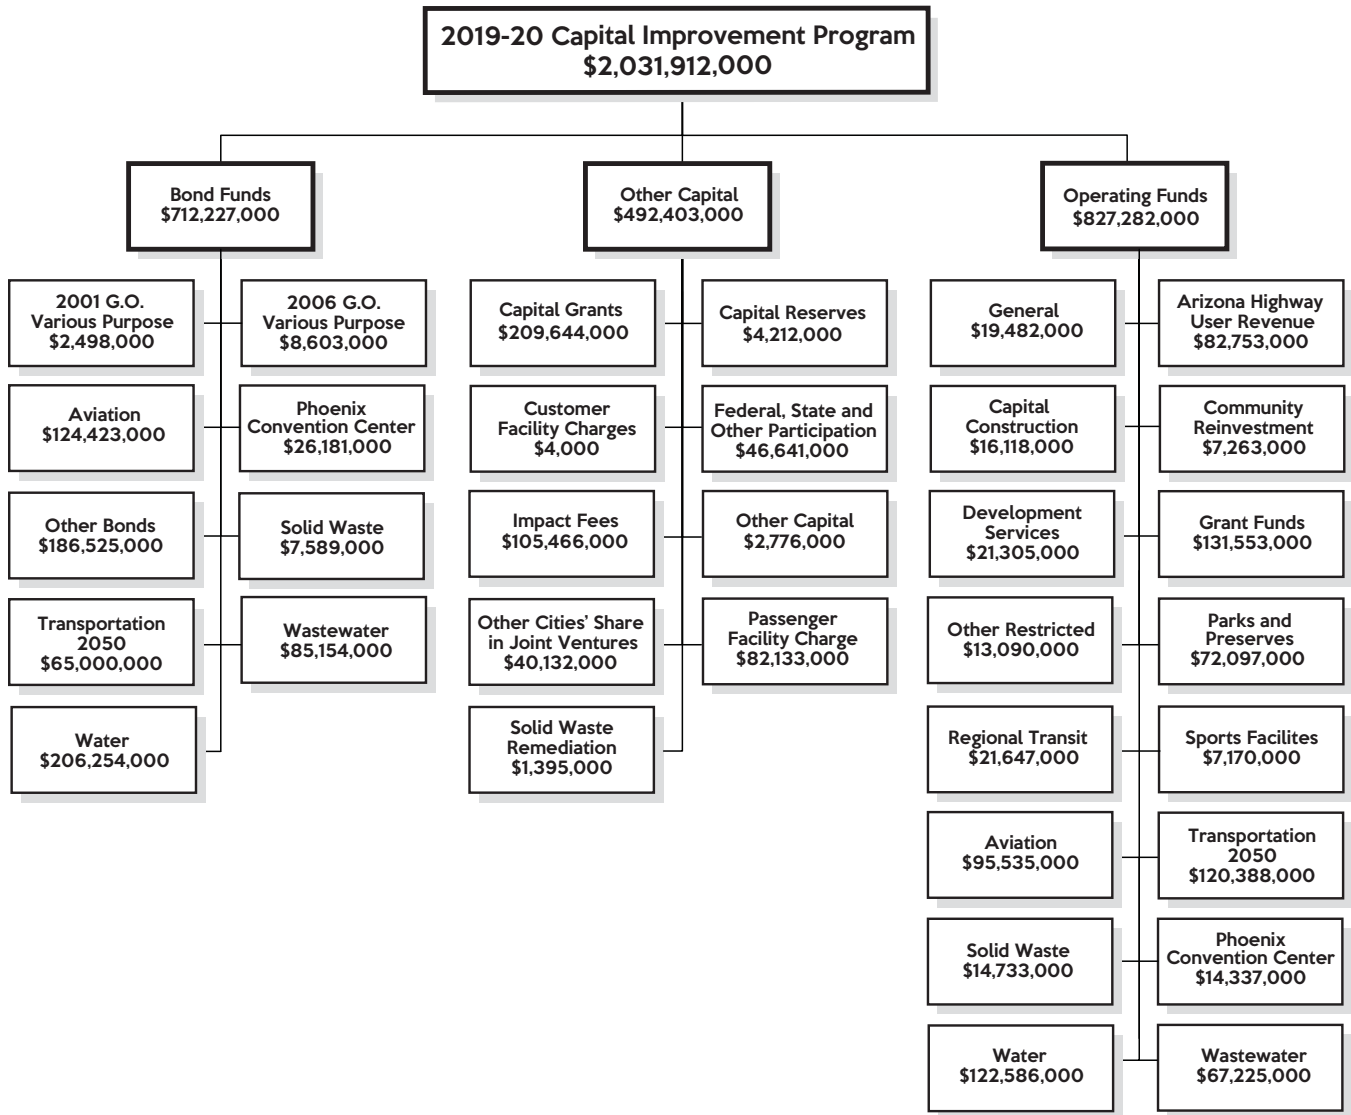 2019-20 Capital Improvement Program
$2,031,912,000
Bond Funds
$712,227,000
Other Capital
$492,403,000
Operating Funds
$827,282,000
2001 G.O.
Various Purpose
$2,498,000
2006 G.O.
Various Purpose
$8,603,000
Aviation
$124,423,000
Phoenix
Convention Center
$26,181,000
Other Bonds
$186,525,000
Solid Waste
$7,589,000
Transportation
2050
$65,000,000
Wastewater
$85,154,000
Water
$206,254,000
Capital Grants
$209,644,000
Capital Reserves
$4,212,000
Customer
Facility Charges
$4,000
Federal, State and
Other Participation
$46,641,000
Impact Fees
$105,466,000
Other Capital
$2,776,000
Other Cities' Share
in Joint Ventures
$40,132,000
Passenger
Facility Charge
$82,133,000
Solid Waste
Remediation
$1,395,000
General
$19,482,000
Arizona Highway
User Revenue
$82,753,000
Capital
Construction
$16,118,000
Community
Reinvestment
$7,263,000
Development
Services
$21,305,000
Grant Funds
$131,553,000
Other Restricted
$13,090,000
Parks and
Preserves
$72,097,000
Regional Transit
$21,647,000
Sports Facilites
$7,170,000
Aviation
$95,535,000
Transportation
2050
$120,388,000
Solid Waste
$14,733,000
Phoenix
Convention Center
$14,337,000
Water
$122,586,000
Wastewater
$67,225,000